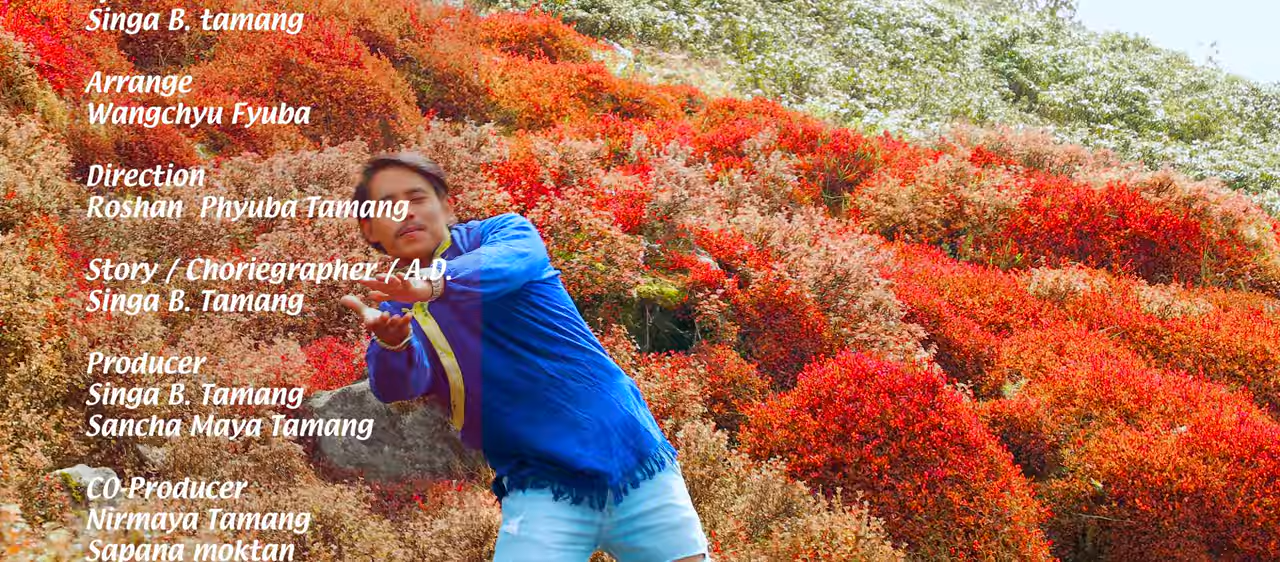 Singa B. tamang
Arrange
Wangchyu Fyuba
Direction
Roshan Phyuba Tamang
Story / Choriegrapher / A.D.
Singa B. Tamang
Producer
Singa B. Tamang
Sancha Maya Tamang
CO-Producer
Nirmaya Tamang
Sapana moktan